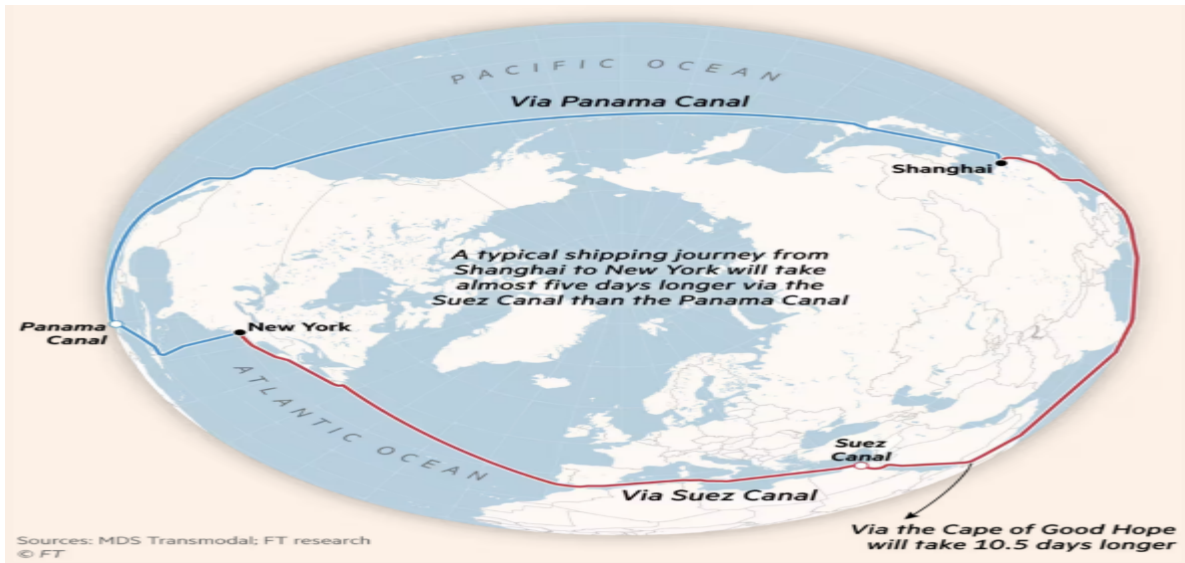 PACIFIC OCEAN
Via Panama Canal
Shanghai
A typical shipping journey from
Shanghai to New York will take
almost five days longer via the
Suez Canal than the Panama Canal
Panama
Canal
New York
ATLANTIC OCEAN
Suez
Canal
Via Suez Canal
Via the Cape of Good Hope
will take 10.5 days longer
Sources: MDS Transmodal; FT research
© FT